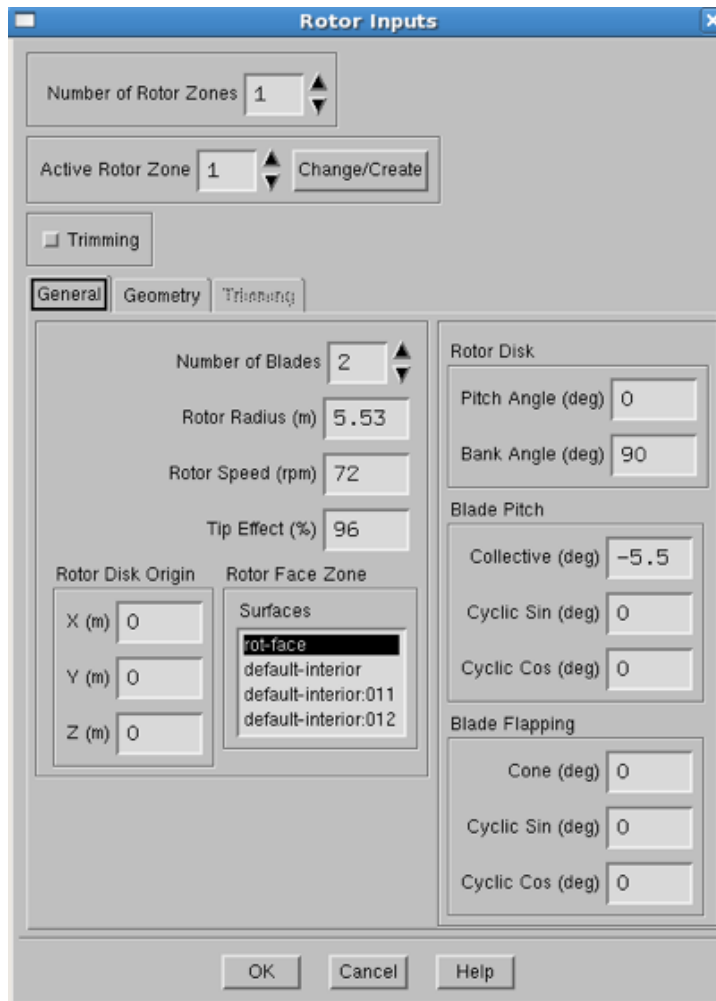 Rotor Inputs
Number of Rotor Zones 1
Active Rotor Zone 1 Change/Create
Trimming
General Geometry Trimming
Number of Blades 2
Rotor Radius (m) 5.53
Rotor Speed (rpm) 72
Tip Effect (%) 96
Rotor Disk Origin
X (m) 0
Y (m) 0
Z (m) 0
Rotor Face Zone
Surfaces
rot-face
default-interior
default-interior:011
default-interior:012
Rotor Disk
Pitch Angle (deg) 0
Bank Angle (deg) 90
Blade Pitch
Collective (deg) -5.5
Cyclic Sin (deg) 0
Cyclic Cos (deg) 0
Blade Flapping
Cone (deg) 0
Cyclic Sin (deg) 0
Cyclic Cos (deg) 0
OK Cancel Help